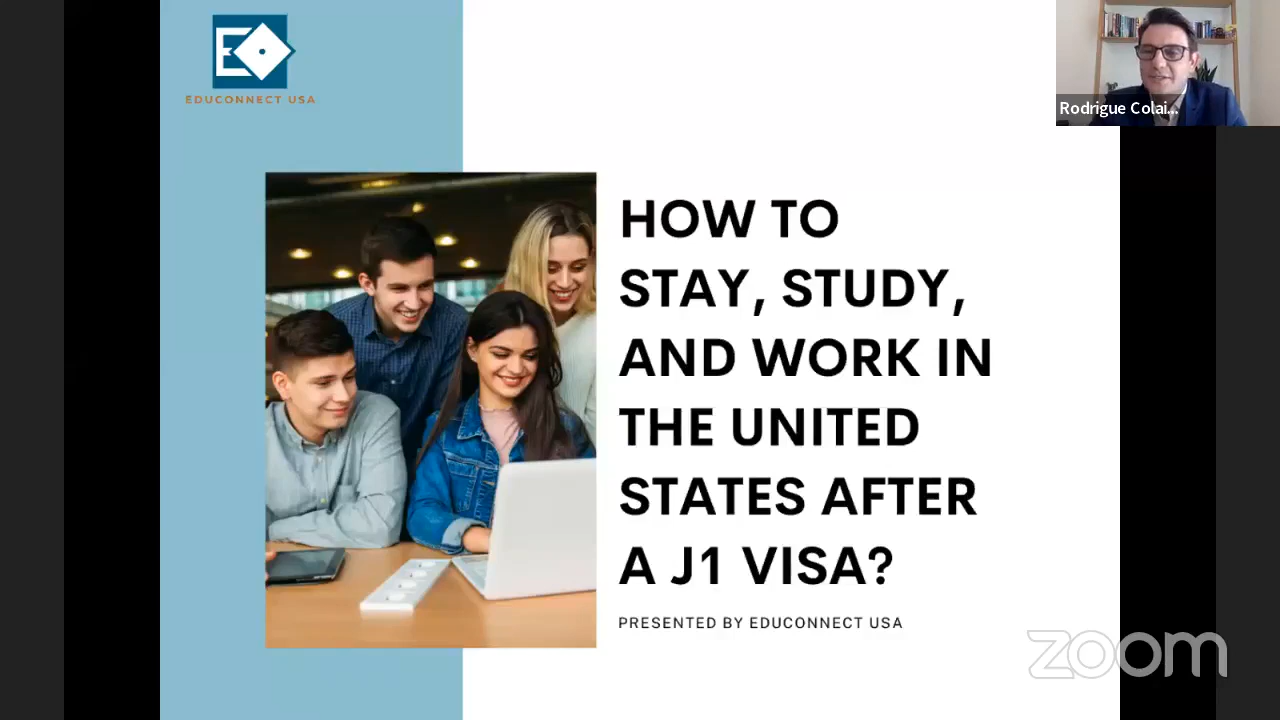 EDUCONNECT USA
Rodrigue Colai...
HOW TO
STAY, STUDY,
AND WORK IN
THE UNITED
STATES AFTER
A J1 VISA?
PRESENTED BY EDUCONNECT USA
zoom